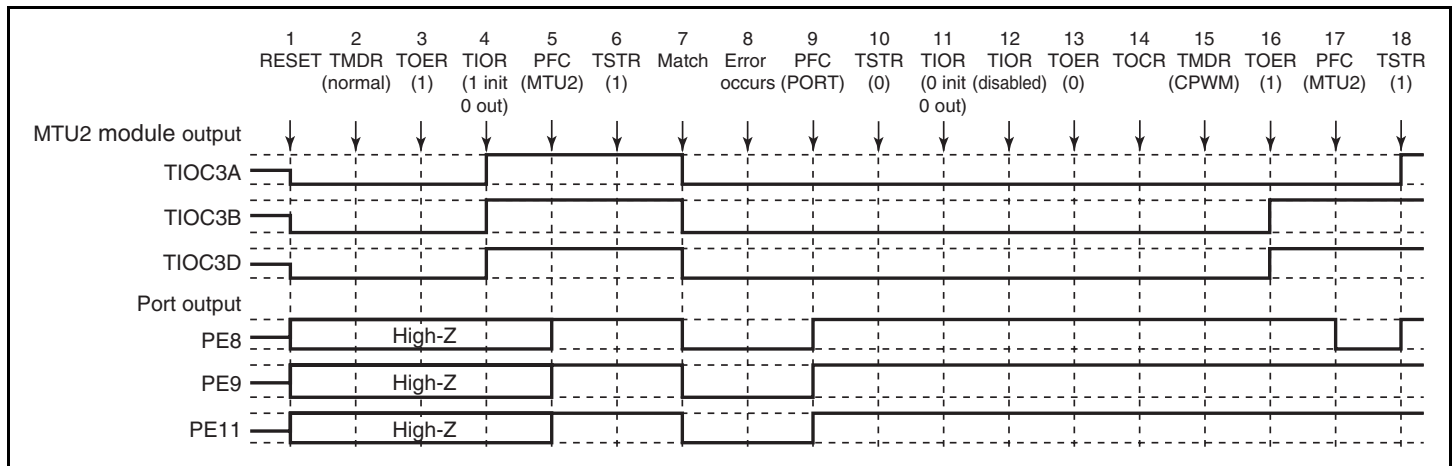 1 2 3 4 5 6 7 8 9 10 11 12 13 14 15 16 17 18
RESET TMDR TOER TIOR PFC TSTR Match Error PFC TSTR TIOR TIOR TOER TOCR TMDR TOER PFC TSTR
(normal) (1) (1 init (MTU2) (1) occurs (PORT) (0) (0 init (disabled) (0) (CPWM) (1) (MTU2) (1)
0 out) 0 out)
MTU2 module output
TIOC3A
TIOC3B
TIOC3D
Port output
PE8 High-Z
PE9 High-Z
PE11 High-Z